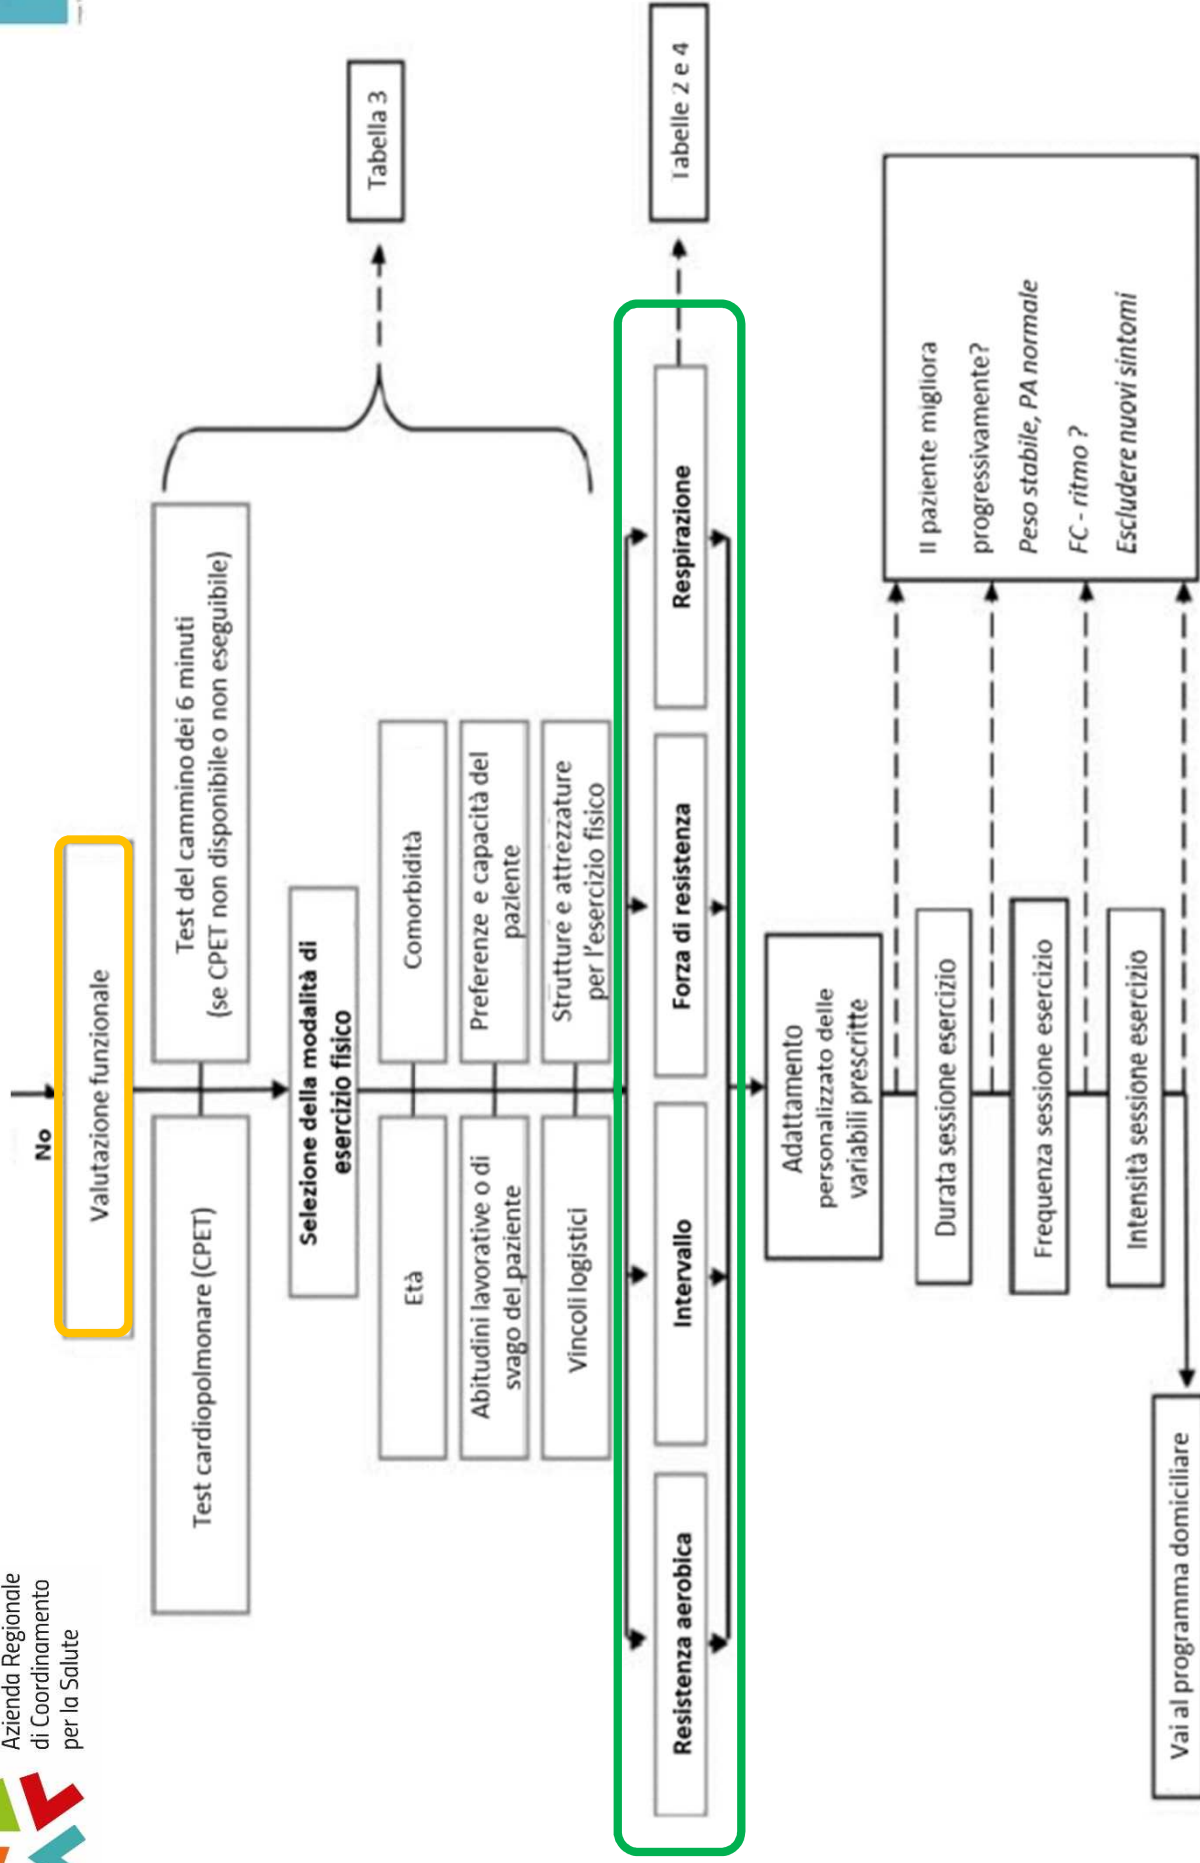 Azienda Regionale
di Coordinamento
per la Salute
No
Valutazione funzionale
Test cardiopolmonare (CPET)
Test del cammino dei 6 minuti
(se CPET non disponibile o non eseguibile)
Selezione della modalità di
esercizio fisico
Tabella 3
Età
Comorbidità
Abitudini lavorative o di
svago del paziente
Preferenze e capacità del
paziente
Vincoli logistici
Strutture e attrezzature
per l'esercizio fisico
Resistenza aerobica
Intervallo
Forza di resistenza
Respirazione
Tabelle 2 e 4
Adattamento
personalizzato delle
variabili prescritte
Durata sessione esercizio
Frequenza sessione esercizio
Intensità sessione esercizio
Il paziente migliora
progressivamente?
Peso stabile, PA normale
FC - ritmo ?
Escludere nuovi sintomi
Vai al programma domiciliare